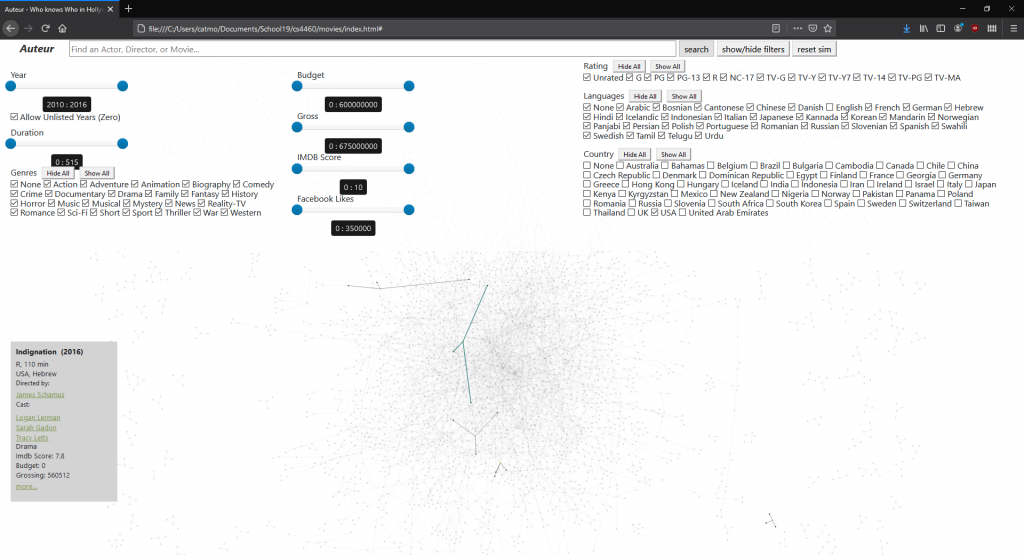 Auteur - Who knows Who in Holly
file:///C:/Users/catmo/Documents/School19/cs4460/movies/index.html#
Auteur
Find an Actor, Director, or Movie...
search
show/hide filters
reset sim
Year
2010 : 2016
Allow Unlisted Years (Zero)
Duration
0 : 515
Genres Hide All Show All
None Action Adventure Animation Biography Comedy
Crime Documentary Drama Family Fantasy History
Horror Music Musical Mystery News Reality-TV
Romance Sci-Fi Short Sport Thriller War Western
Budget
0 : 600000000
Gross
0 : 675000000
IMDB Score
0 : 10
Facebook Likes
0 : 350000
Rating Hide All Show All
Unrated G PG PG-13 R NC-17 TV-G TV-Y TV-Y7 TV-14 TV-PG TV-MA
Languages Hide All Show All
None Arabic Bosnian Cantonese Chinese Danish English French German Hebrew
Hindi Icelandic Indonesian Italian Japanese Kannada Korean Mandarin Norwegian
Panjabi Persian Polish Portuguese Romanian Russian Slovenian Spanish Swahili
Swedish Tamil Telugu Urdu
Country Hide All Show All
None Australia Bahamas Belgium Brazil Bulgaria Cambodia Canada Chile China
Czech Republic Denmark Dominican Republic Egypt Finland France Georgia Germany
Greece Hong Kong Hungary Iceland India Indonesia Iran Ireland Israel Italy Japan
Kenya Kyrgyzstan Mexico New Zealand Nigeria Norway Pakistan Panama Poland
Romania Russia Slovenia South Africa South Korea Spain Sweden Switzerland Taiwan
Thailand UK USA United Arab Emirates
Indignation (2016)
R, 110 min
USA, Hebrew
Directed by:
James Schamus
Cast:
Logan Lerman
Sarah Gadon
Tracy Letts
Drama
Imdb Score: 7.8
Budget: 0
Grossing: 560512
more...